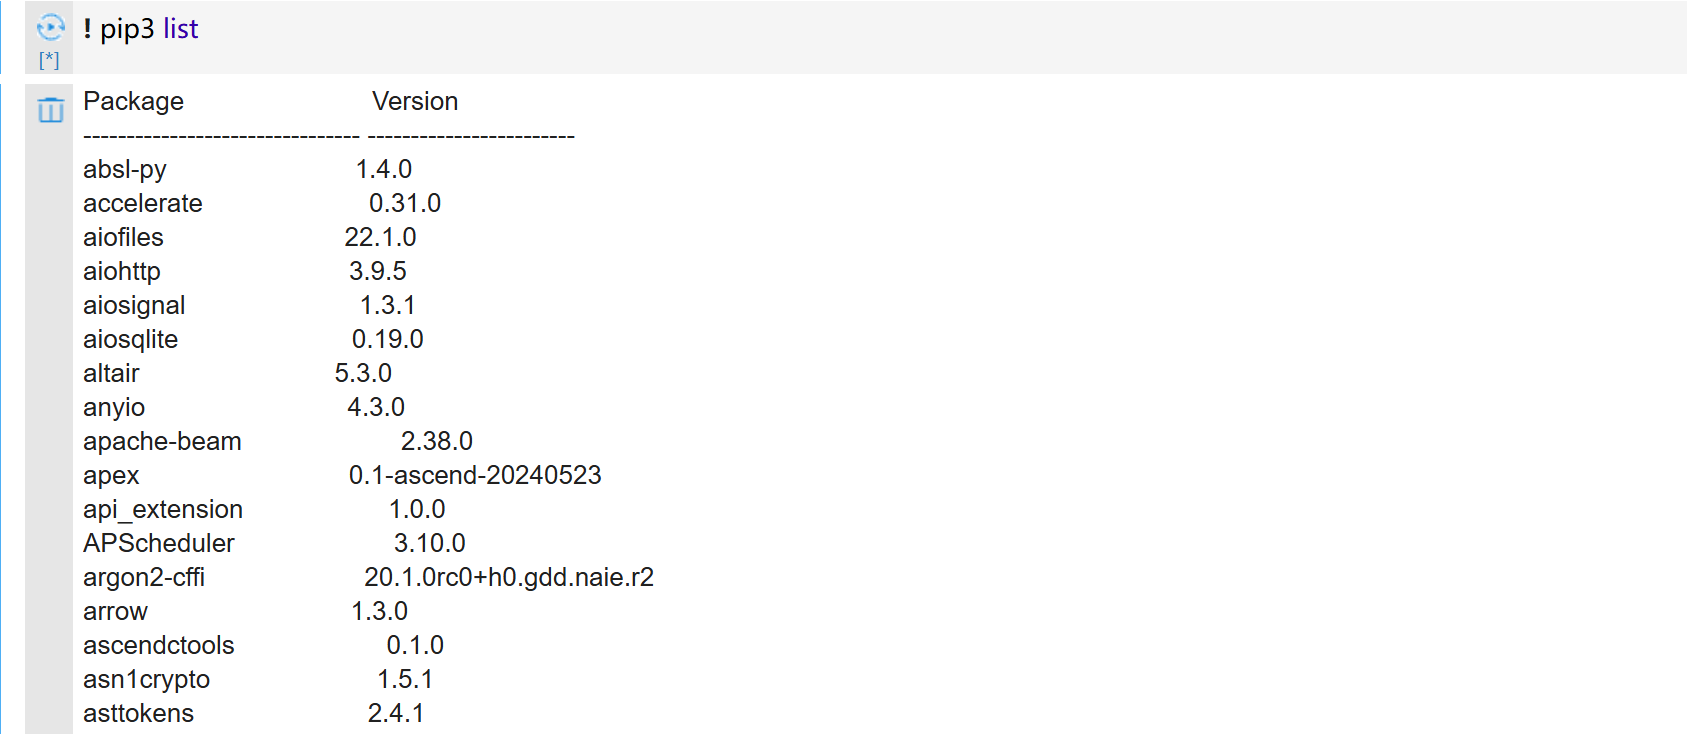 ! pip3 list
[*]
Package Version
-------------------------------- ------------------------
absl-py 1.4.0
accelerate 0.31.0
aiofiles 22.1.0
aiohttp 3.9.5
aiosignal 1.3.1
aiosqlite 0.19.0
altair 5.3.0
anyio 4.3.0
apache-beam 2.38.0
apex 0.1-ascend-20240523
api_extension 1.0.0
APScheduler 3.10.0
argon2-cffi 20.1.0rc0+h0.gdd.naie.r2
arrow 1.3.0
ascendctools 0.1.0
asn1crypto 1.5.1
asttokens 2.4.1